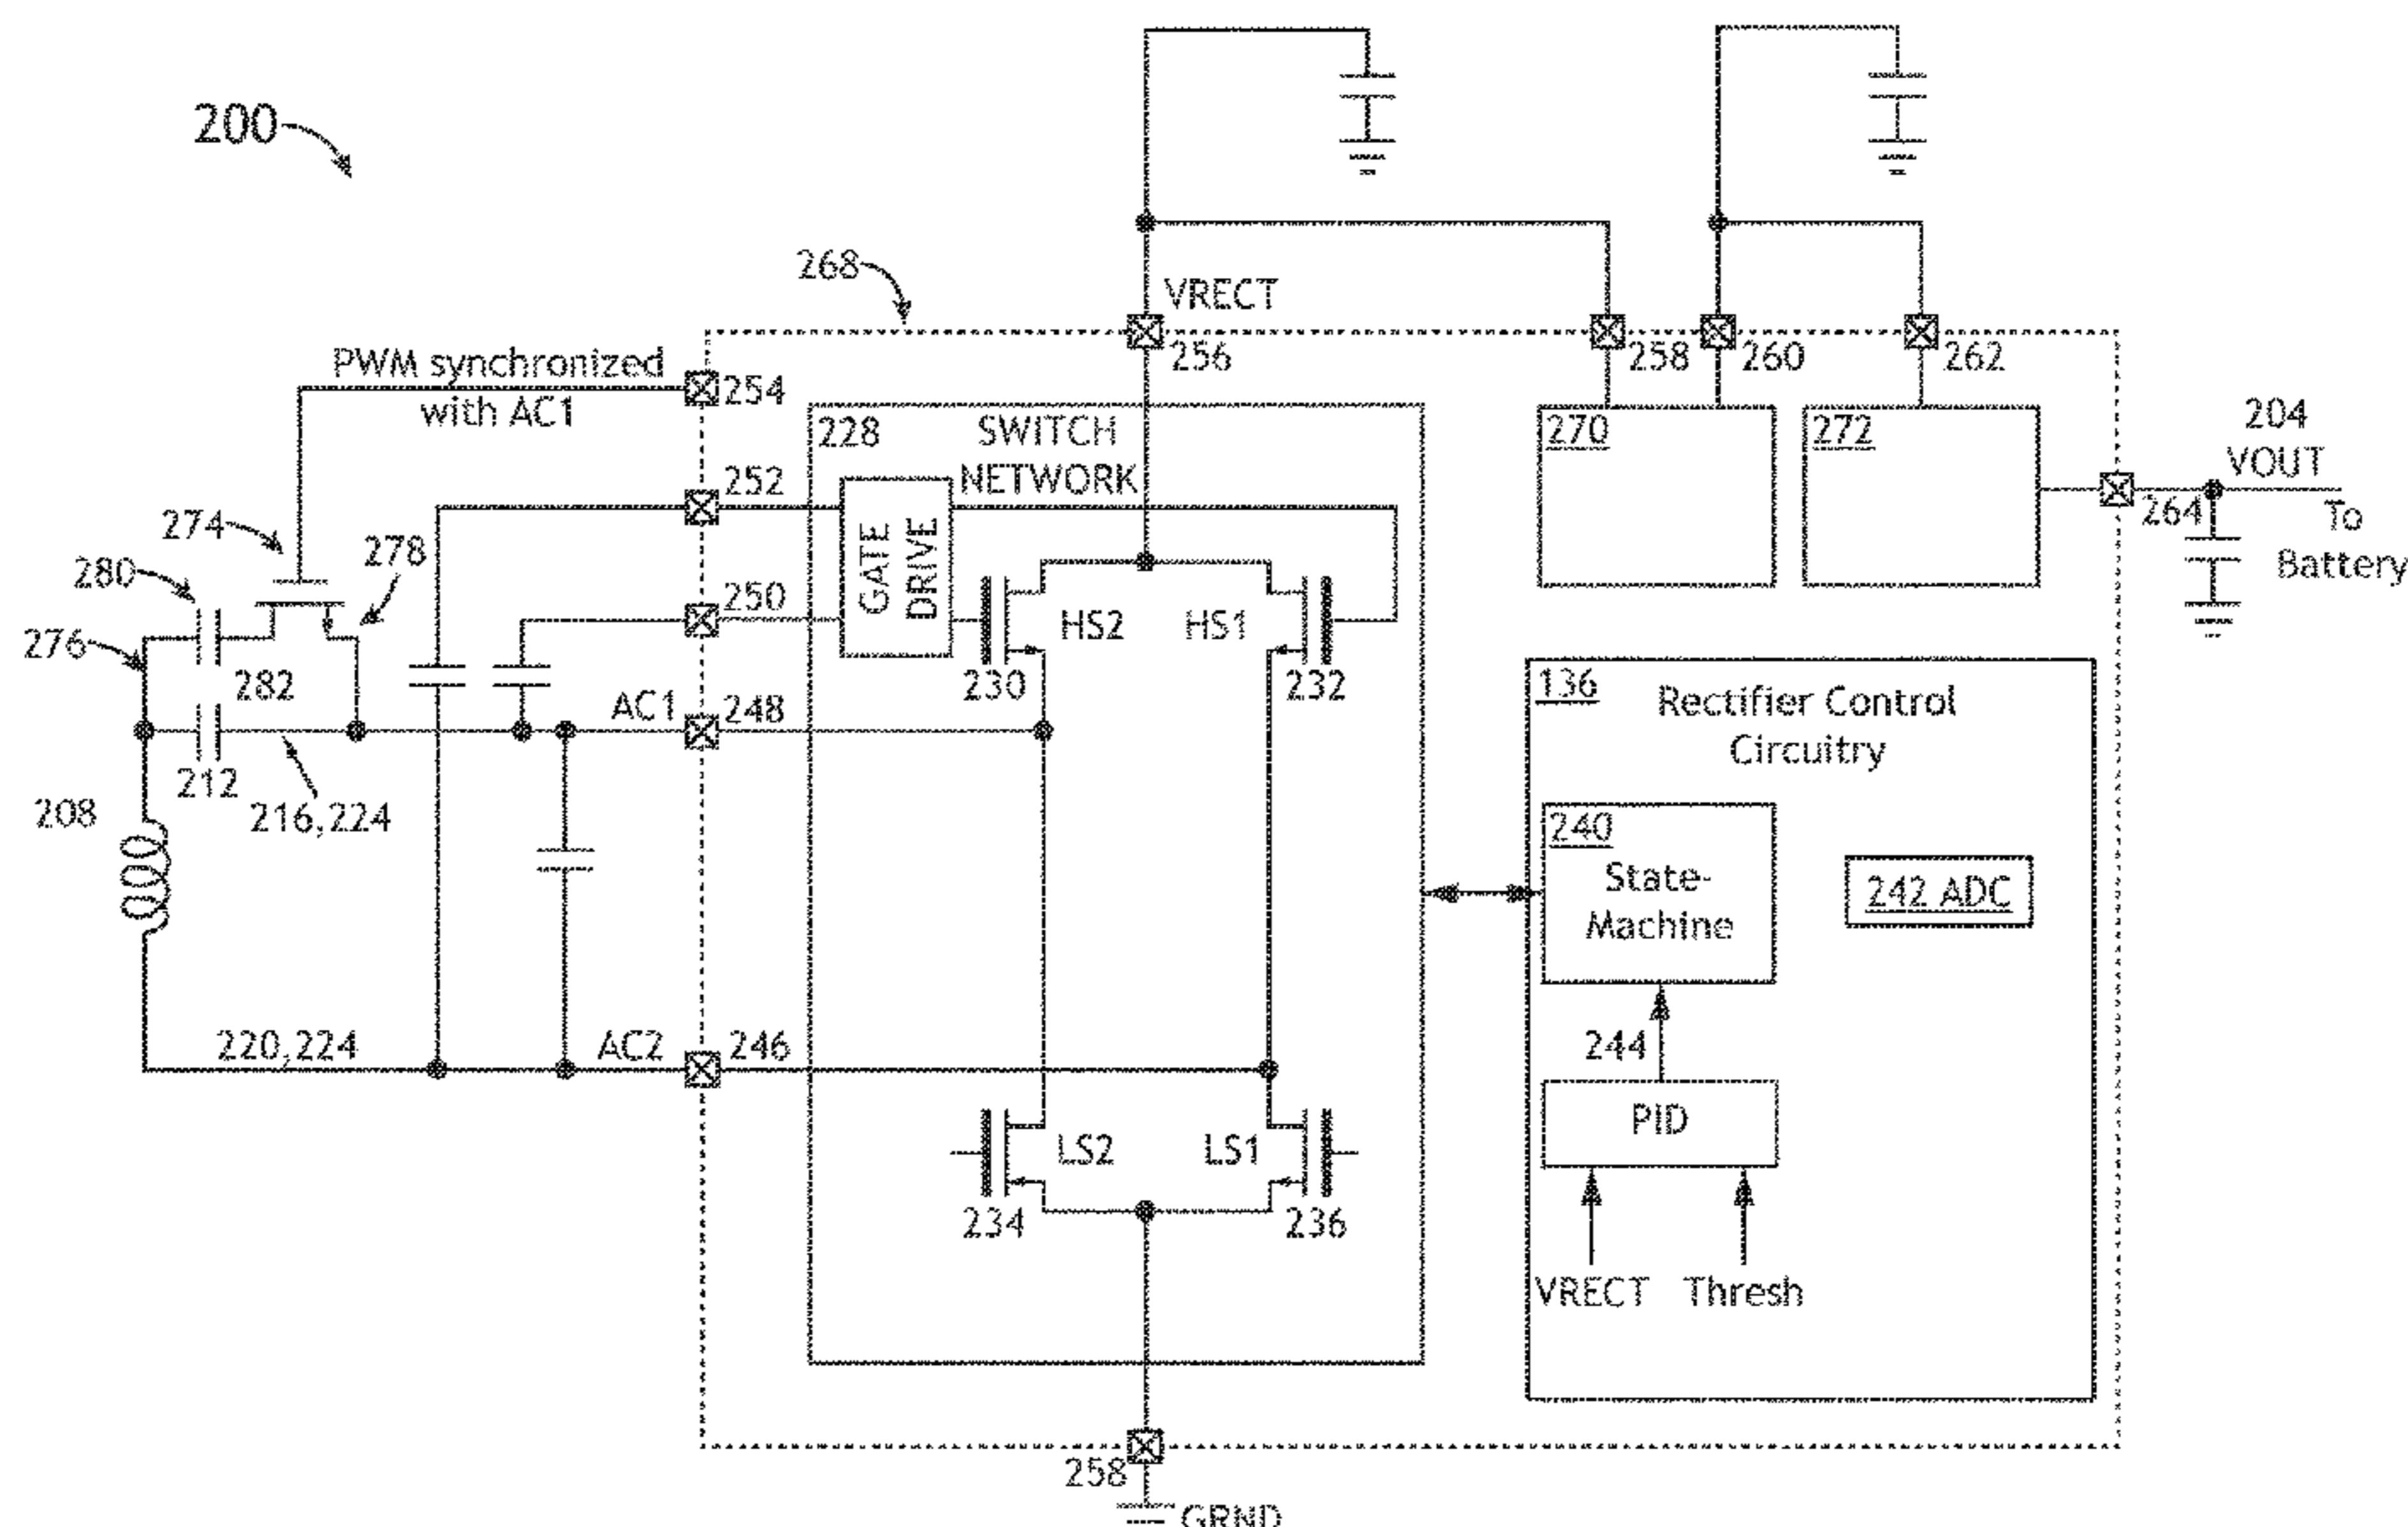 200
268
VRECT
256
258
260
262
PWM synchronized
with AC1
254
228
SWITCH
NETWORK
270
272
204
VOUT
264
To
Battery
252
274
278
280
GATE
DRIVE
250
HS2
HS1
276
282
230
232
136
Rectifier Control
Circuitry
AC1
248
212
208
216,224
240
State-
Machine
242 ADC
220,224
AC2
246
244
PID
LS2
LS1
234
236
VRECT
Thresh
258
GRND